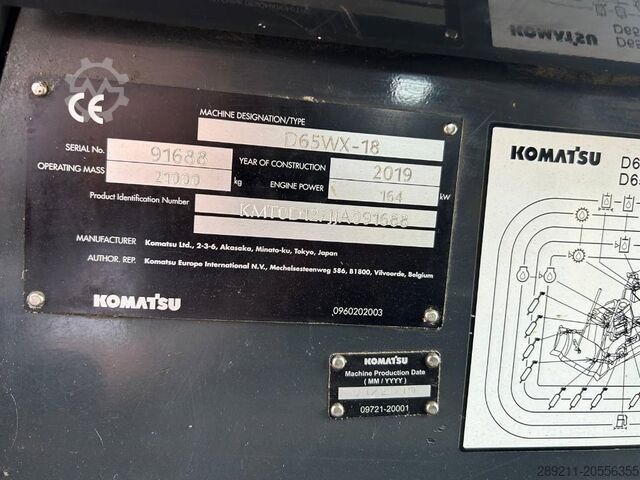 KOMATSU
D65
MACHINE DESIGNATION/TYPE
D65WX-18
SERIAL No. 91688 YEAR OF CONSTRUCTION 2019
OPERATING MASS kg ENGINE POWER 164 kW
Product Identification Number
MANUFACTURER Komatsu Ltd., 2-3-6, Akasaka, Minato-ku, Tokyo, Japan
AUTHOR. REP. Komatsu Europe International N.V., Mechelsesteenweg 586, B1800, Vilvoorde, Belgium
KOMATSU
0960202003
KOMATSU
Machine Production Date
( MM / YYYY )
09721-20001
KOMATSU D6
D6
289211-20556355